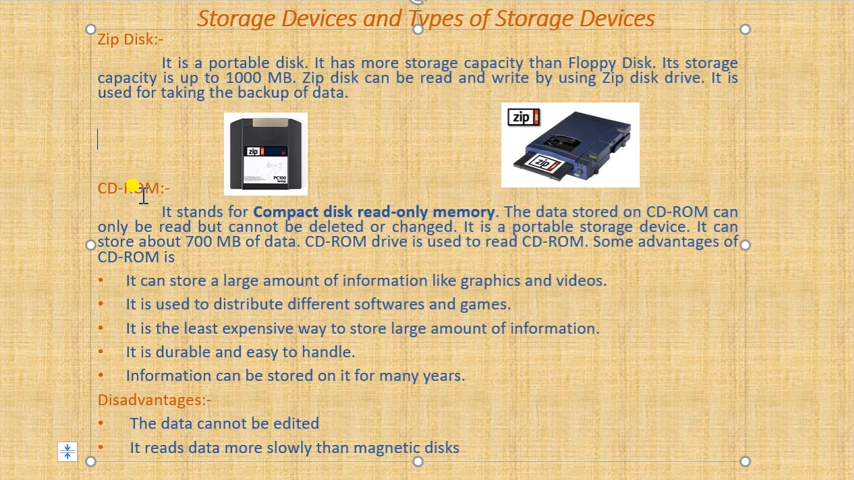 Storage Devices and Types of Storage Devices
Zip Disk:-
It is a portable disk. It has more storage capacity than Floppy Disk. Its storage
capacity is up to 1000 MB. Zip disk can be read and write by using Zip disk drive. It is
used for taking the backup of data.
zip
zip
zip
PC100
CD-ROM:-
It stands for Compact disk read-only memory. The data stored on CD-ROM can
only be read but cannot be deleted or changed. It is a portable storage device. It can
store about 700 MB of data. CD-ROM drive is used to read CD-ROM. Some advantages of
CD-ROM is
• It can store a large amount of information like graphics and videos.
• It is used to distribute different softwares and games.
• It is the least expensive way to store large amount of information.
• It is durable and easy to handle.
• Information can be stored on it for many years.
Disadvantages:-
• The data cannot be edited
• It reads data more slowly than magnetic disks